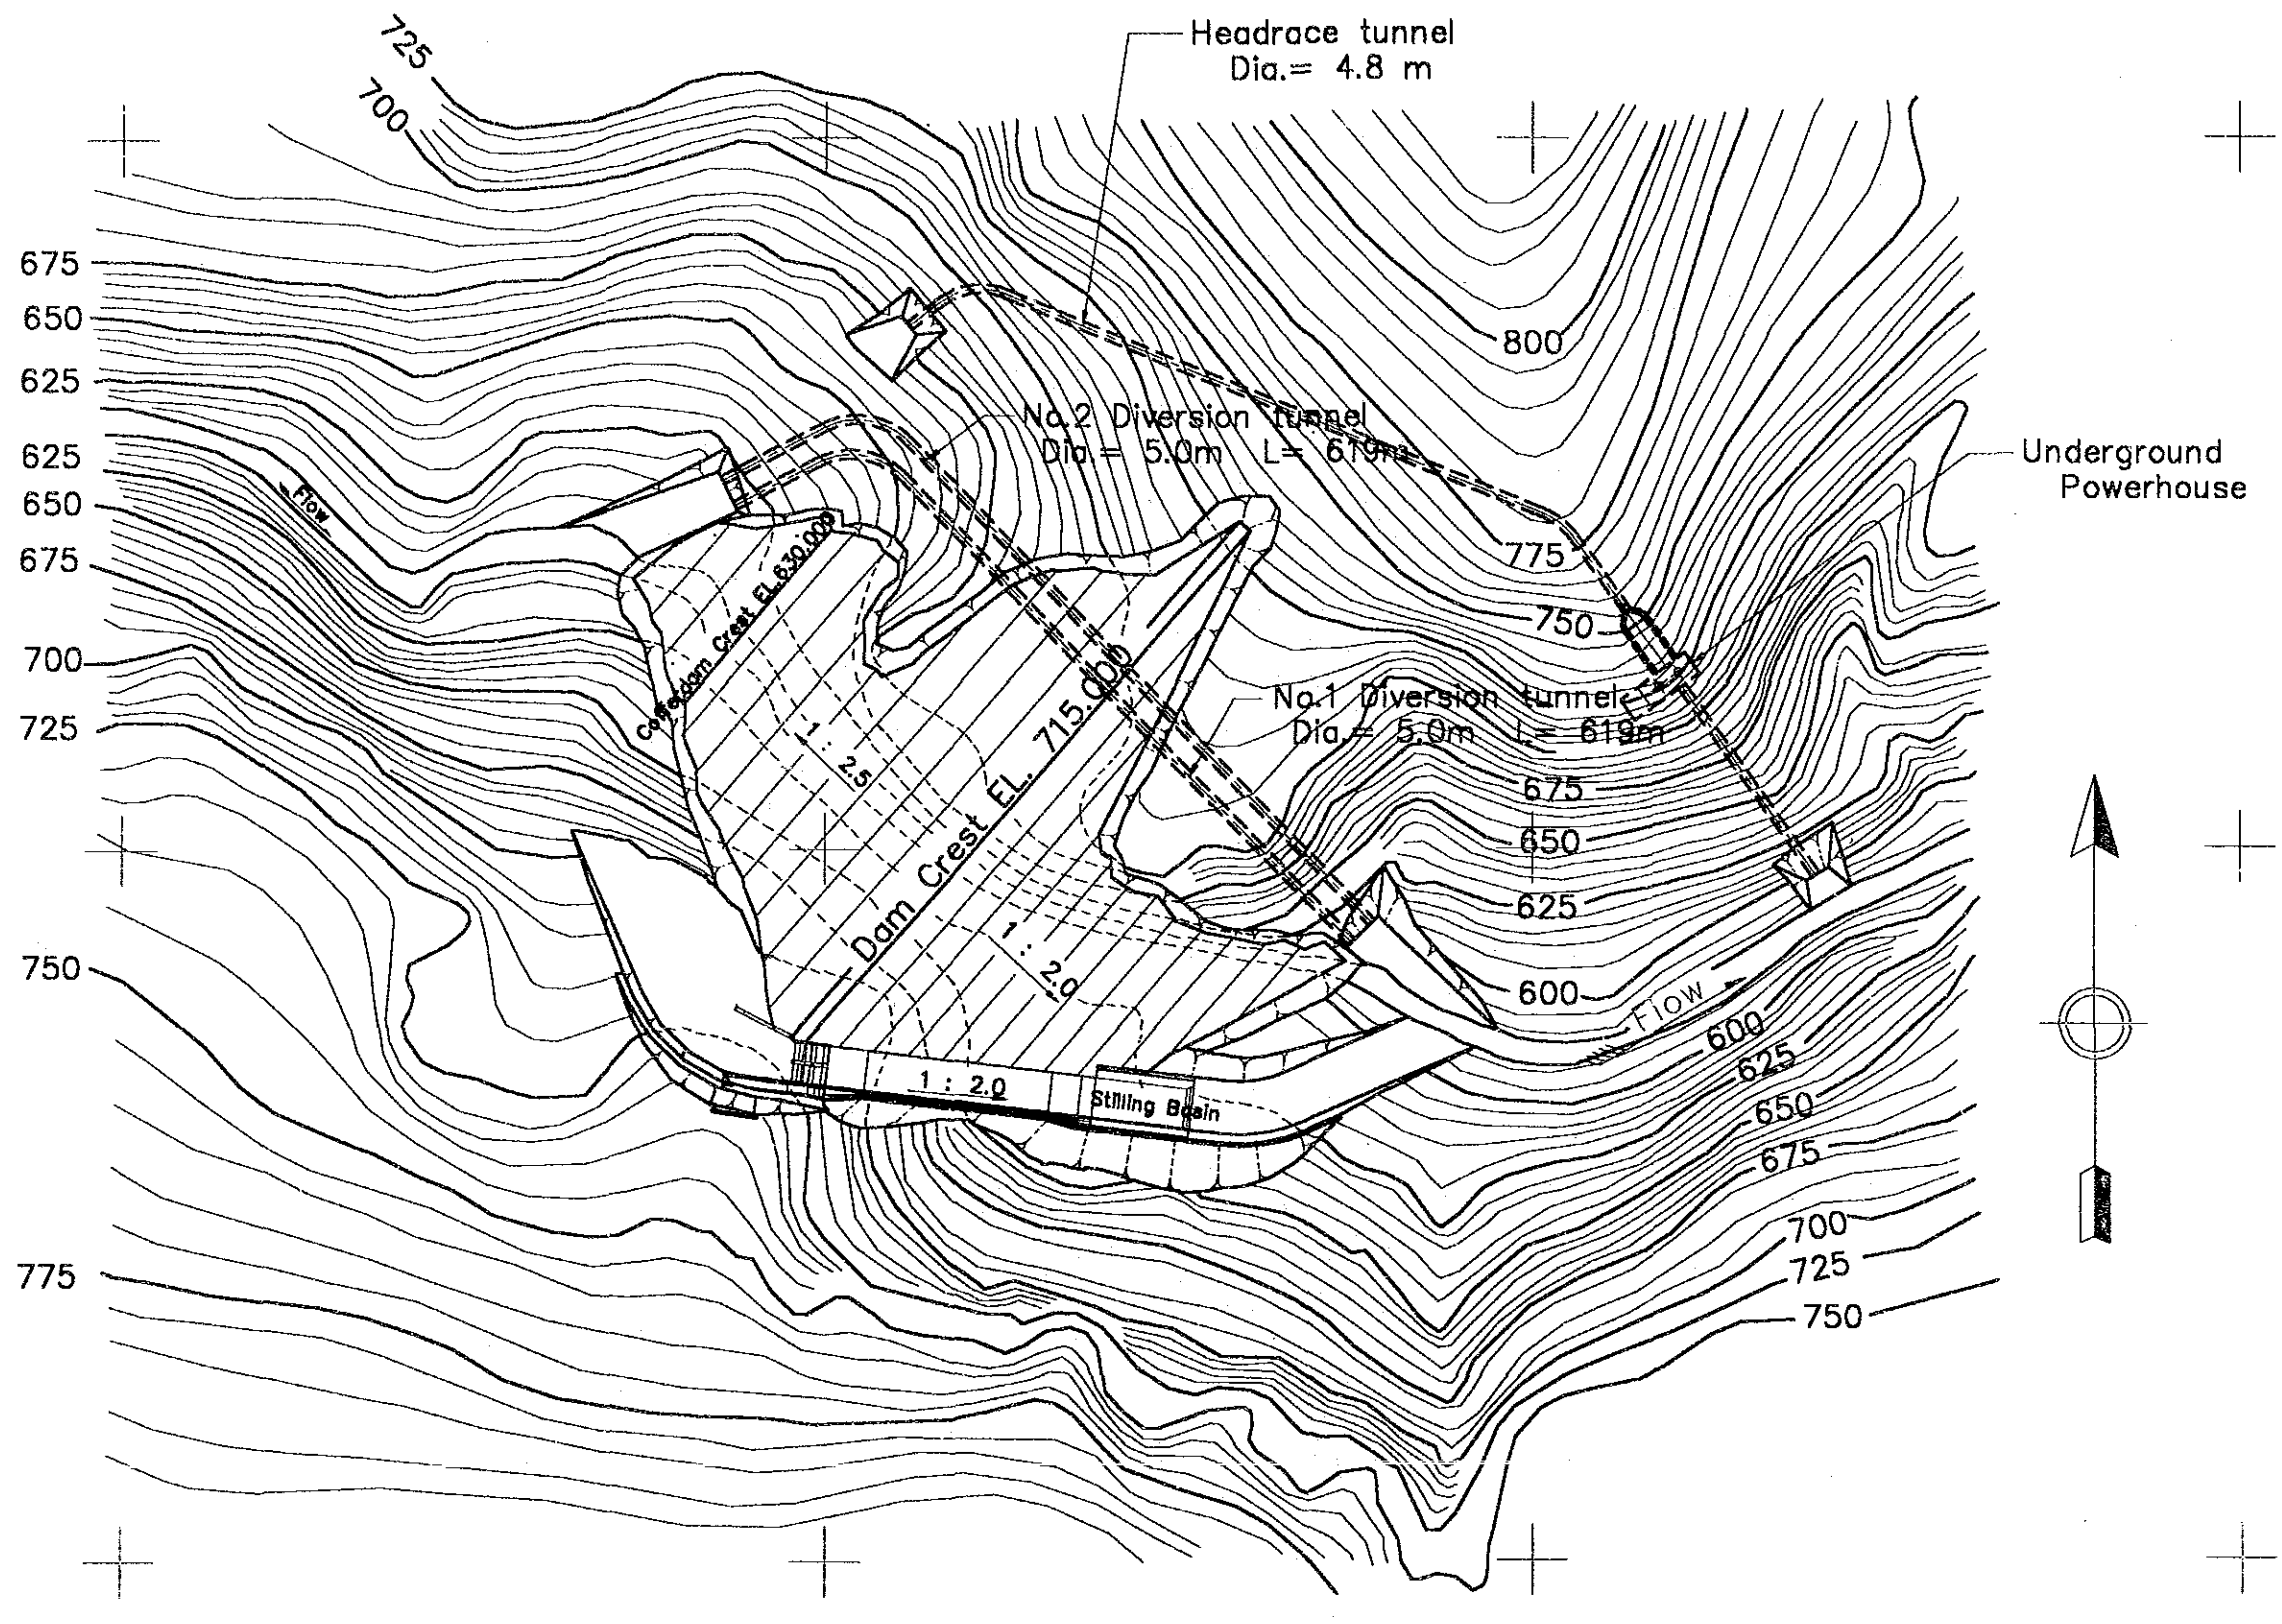 725
700
Headrace tunnel
Dia.= 4.8 m
675
650
625
625
650
675
700
725
750
775
Flow
No.2 Diversion tunnel
Dia.= 5.0m L= 619m
Underground
Powerhouse
800
775
750
Cofferdam Crest EL.630.000
Dam Crest EL. 715.000
1 : 2.5
1 : 2.0
No.1 Diversion tunnel
Dia.= 5.0m L= 619m
675
650
625
600
Flow
600
625
650
675
700
725
750
1 : 2.0
Stilling Basin